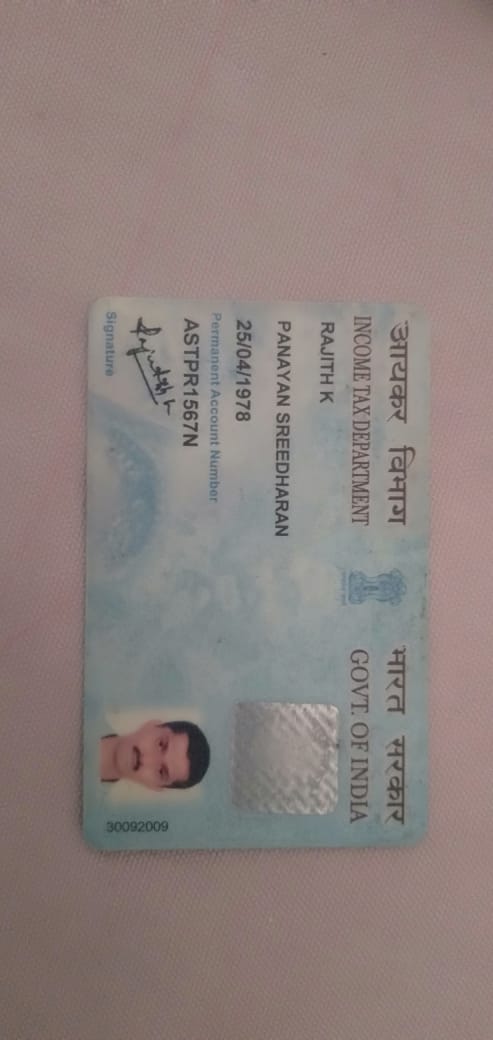 आयकर विभाग
INCOME TAX DEPARTMENT
भारत सरकार
GOVT. OF INDIA
RAJITH K
PANAYAN SREEDHARAN
25/04/1978
Permanent Account Number
ASTPR1567N
Rajith K
Signature
30092009